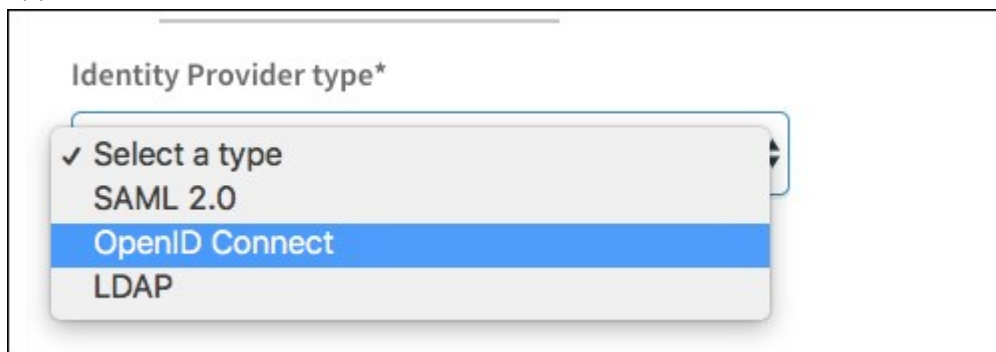 Identity Provider type*
✓ Select a type
SAML 2.0
OpenID Connect
LDAP